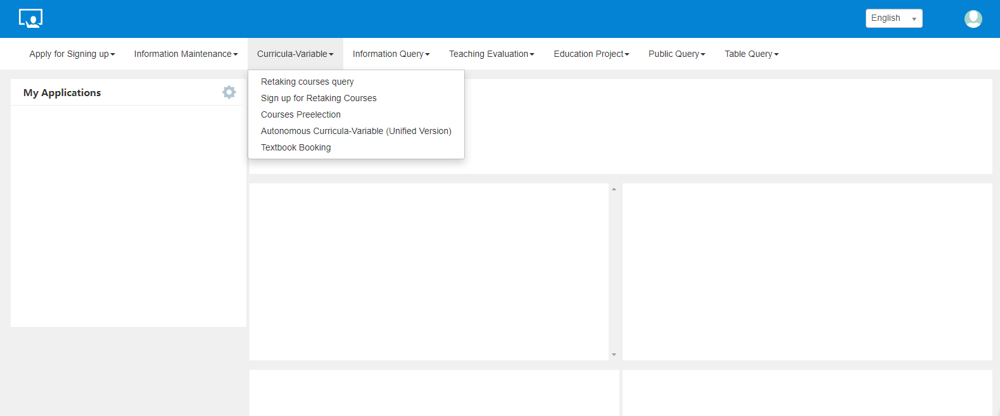 English
Apply for Signing up
Information Maintenance
Curricula-Variable
Information Query
Teaching Evaluation
Education Project
Public Query
Table Query
My Applications
Retaking courses query
Sign up for Retaking Courses
Courses Preelection
Autonomous Curricula-Variable (Unified Version)
Textbook Booking